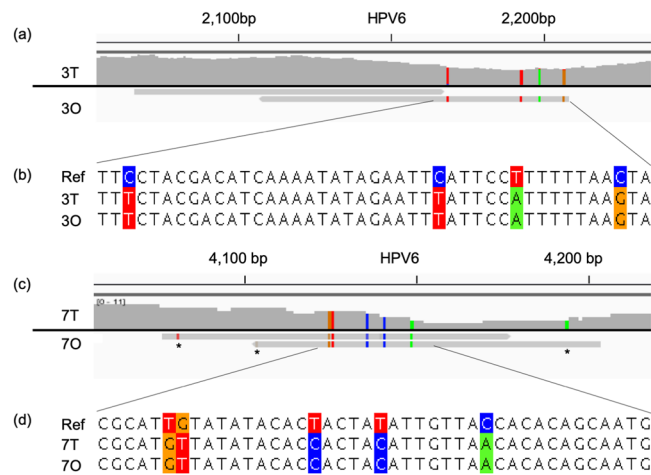 2,100bp HPV6 2,200bp
(a)
3T
3O
(b)
Ref TTCCTACGACATCAAAATATAGAATTCATTCCTTTTTTAACTA
3T TTTCTACGACATCAAAATATAGAATTTATTCCATTTTTAAGTA
3O TTTCTACGACATCAAAATATAGAATTTATTCCATTTTTAAGTA
4,100 bp HPV6 4,200 bp
(c)
[0 - 11]
7T
7O
* * *
(d)
Ref CGCATTGTATATACACTACTATATTGTTACCACACAGCAATG
7T CGCATGTTATATACACCACTACATTGTTAACACACAGCAATG
7O CGCATGTTATATACACCACTACATTGTTAACACACAGCAATG